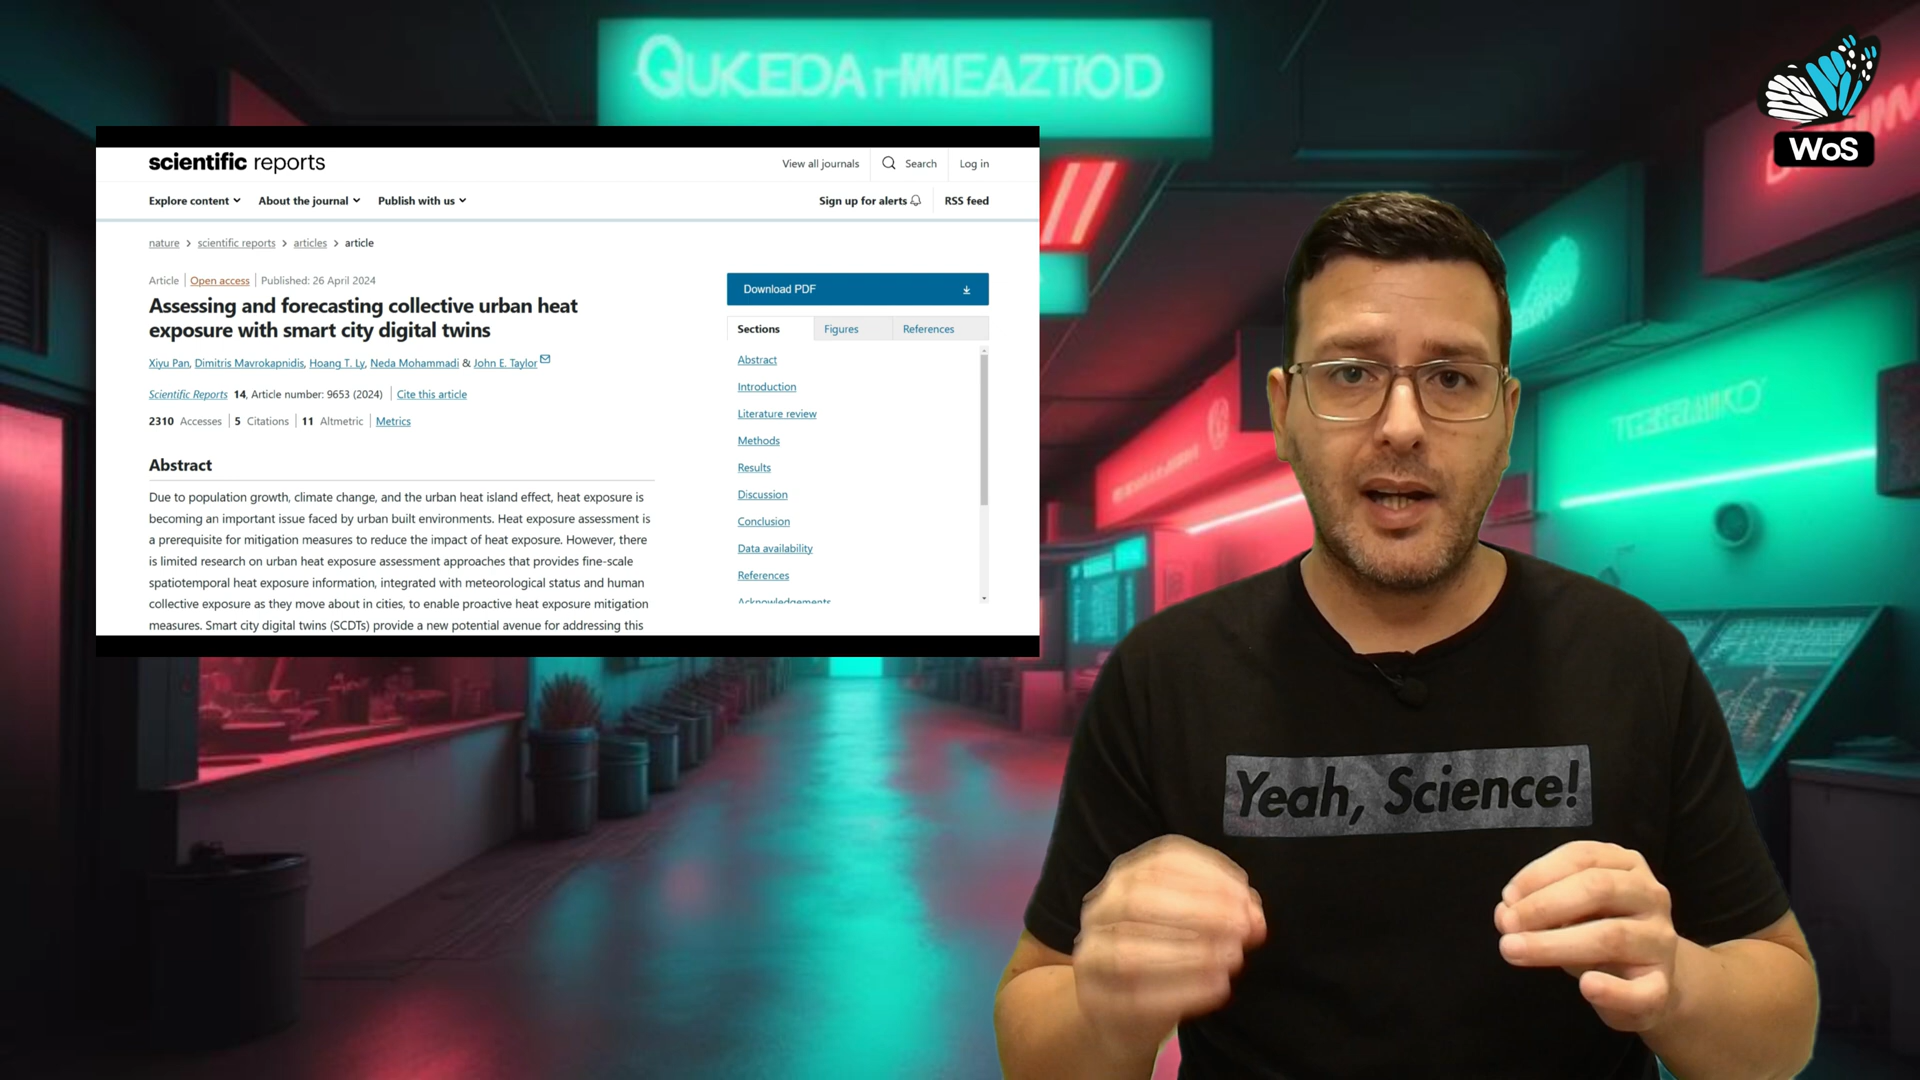 QUKEDA HMEAZTIOD
WoS
scientific reports
View all journals
Search
Log in
Explore content
About the journal
Publish with us
Sign up for alerts
RSS feed
nature > scientific reports > articles > article
Article | Open access | Published: 26 April 2024
Assessing and forecasting collective urban heat
exposure with smart city digital twins
Xiyu Pan, Dimitris Mavrokapnidis, Hoang T. Ly, Neda Mohammadi & John E. Taylor
Scientific Reports 14, Article number: 9653 (2024) | Cite this article
2310 Accesses | 5 Citations | 11 Altmetric | Metrics
Abstract
Due to population growth, climate change, and the urban heat island effect, heat exposure is
becoming an important issue faced by urban built environments. Heat exposure assessment is
a prerequisite for mitigation measures to reduce the impact of heat exposure. However, there
is limited research on urban heat exposure assessment approaches that provides fine-scale
spatiotemporal heat exposure information, integrated with meteorological status and human
collective exposure as they move about in cities, to enable proactive heat exposure mitigation
measures. Smart city digital twins (SCDTs) provide a new potential avenue for addressing this
Download PDF
Sections
Figures
References
Abstract
Introduction
Literature review
Methods
Results
Discussion
Conclusion
Data availability
References
Acknowledgements
Yeah, Science!